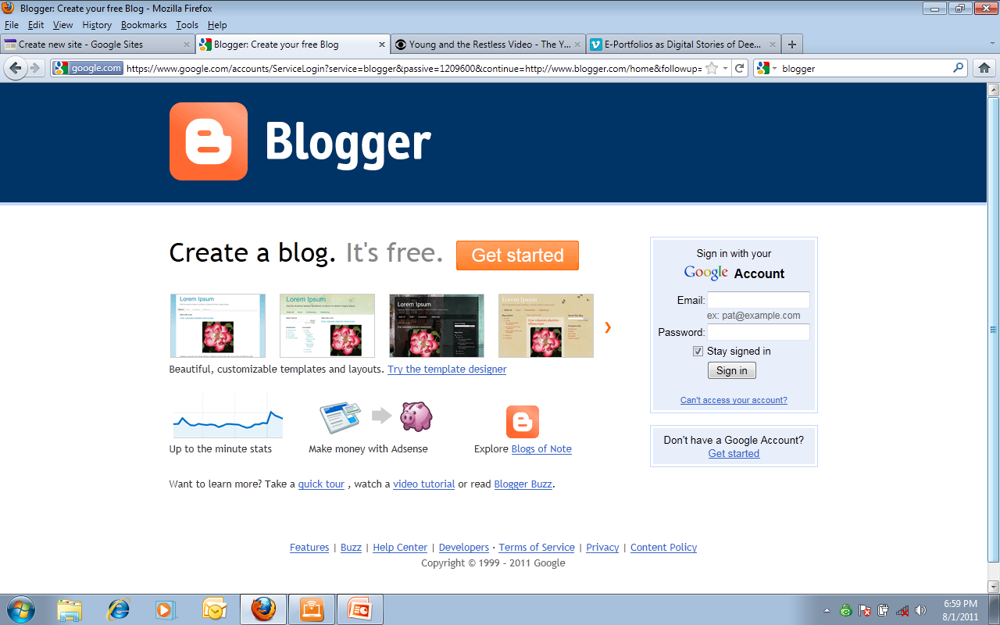 Blogger: Create your free Blog - Mozilla Firefox
File Edit View History Bookmarks Tools Help
Create new site - Google Sites
Blogger: Create your free Blog
Young and the Restless Video - The Y...
E-Portfolios as Digital Stories of Dee...
google.com https://www.google.com/accounts/ServiceLogin?service=blogger&passive=1209600&continue=http://www.blogger.com/home&followup=
blogger
Blogger
Create a blog. It's free. Get started
Lorem Ipsum
Lorem Ipsum
Lorem Ipsum
Lorem Ipsum
Beautiful, customizable templates and layouts. Try the template designer
Up to the minute stats
Make money with Adsense
Explore Blogs of Note
Want to learn more? Take a quick tour , watch a video tutorial or read Blogger Buzz.
Sign in with your
Google Account
Email:
ex: pat@example.com
Password:
Stay signed in
Sign in
Can't access your account?
Don't have a Google Account?
Get started
Features | Buzz | Help Center | Developers · Terms of Service | Privacy | Content Policy
Copyright © 1999 – 2011 Google
6:59 PM
8/1/2011